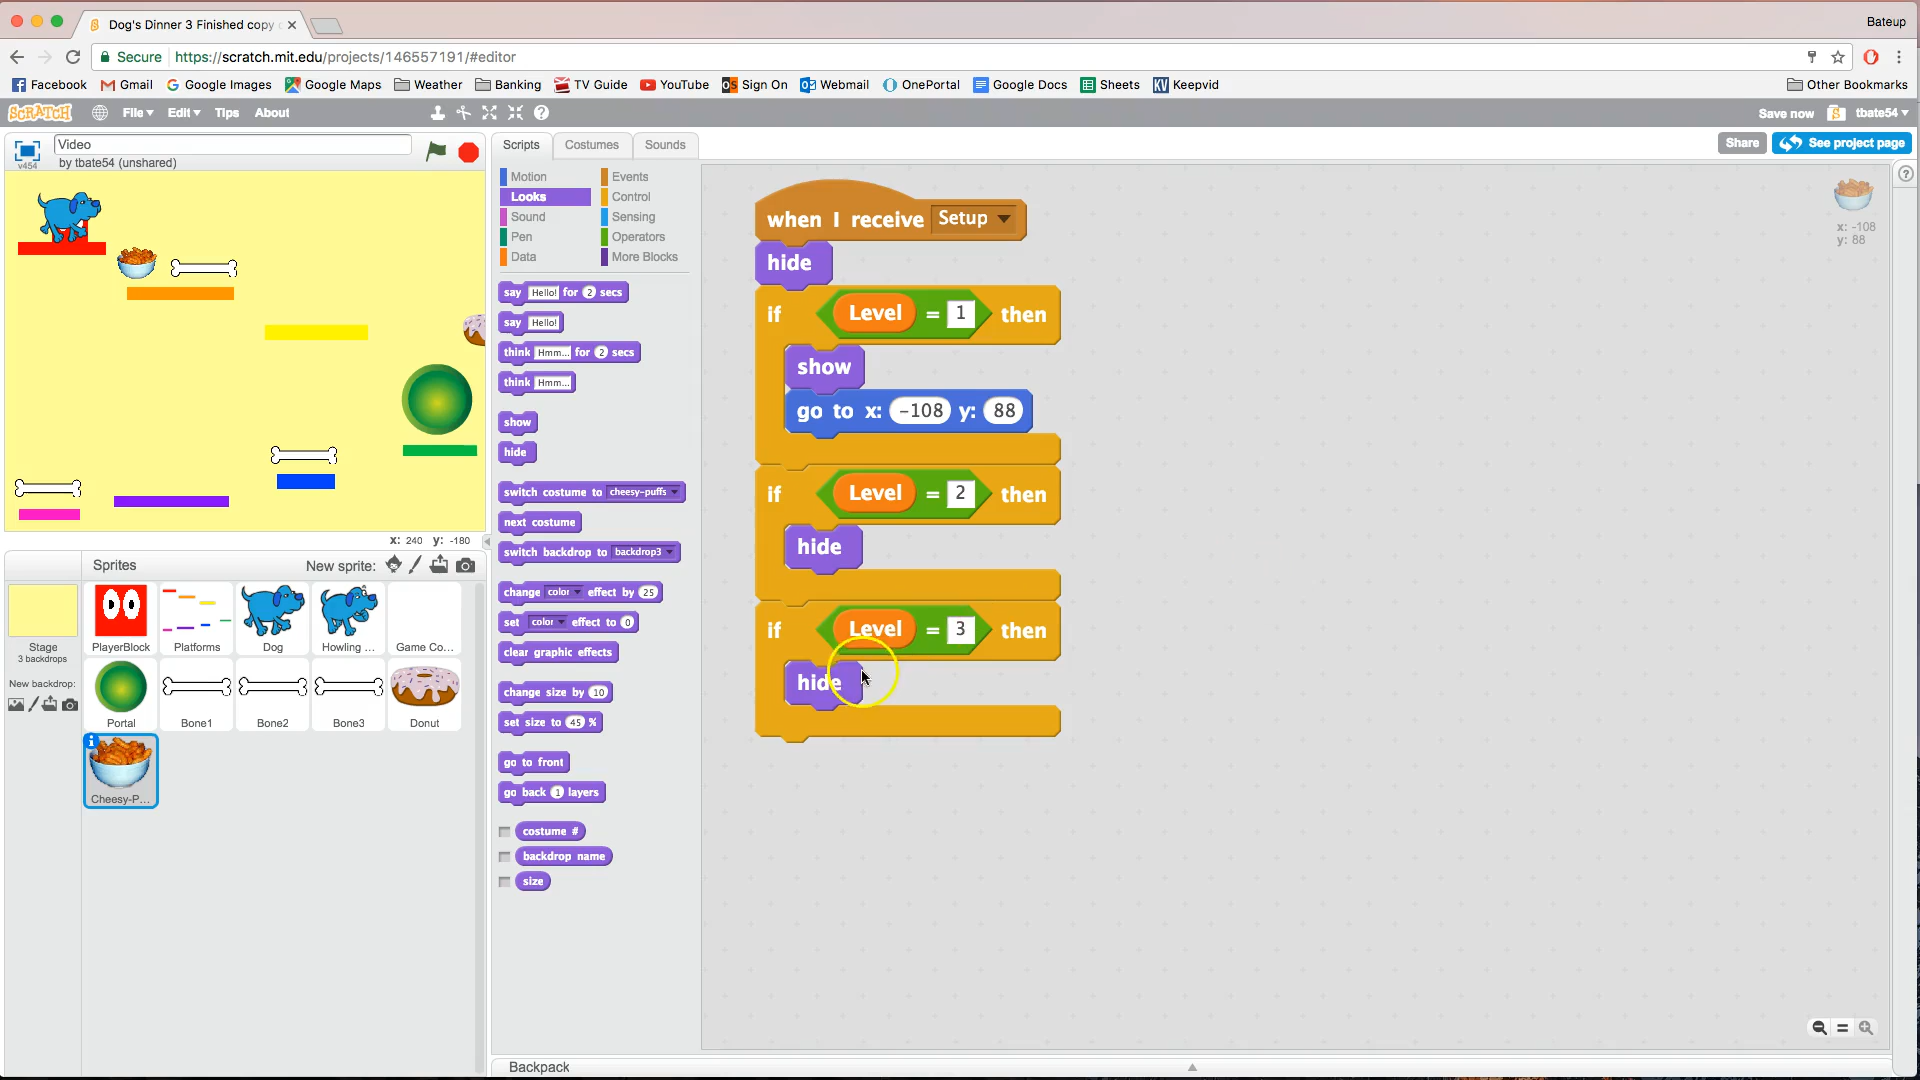 Dog's Dinner 3 Finished copy
Bateup
Secure https://scratch.mit.edu/projects/146557191/#editor
Facebook Gmail Google Images Google Maps Weather Banking TV Guide YouTube Sign On Webmail OnePortal Google Docs Sheets Keepvid Other Bookmarks
SCRATCH File Edit Tips About Save now tbate54
Video
by tbate54 (unshared)
v454
Scripts Costumes Sounds
Share See project page
Motion Events
Looks Control
Sound Sensing
Pen Operators
Data More Blocks
say Hello! for 2 secs
say Hello!
think Hmm... for 2 secs
think Hmm...
show
hide
switch costume to cheesy-puffs
next costume
switch backdrop to backdrop3
change color effect by 25
set color effect to 0
clear graphic effects
change size by 10
set size to 45 %
go to front
go back 1 layers
costume #
backdrop name
size
when I receive Setup
hide
if Level = 1 then
show
go to x: -108 y: 88
if Level = 2 then
hide
if Level = 3 then
hide
x: -108
y: 88
x: 240 y: -180
Sprites New sprite:
Stage
3 backdrops
New backdrop:
PlayerBlock Platforms Dog Howling ... Game Co...
Portal Bone1 Bone2 Bone3 Donut
Cheesy-P...
Backpack